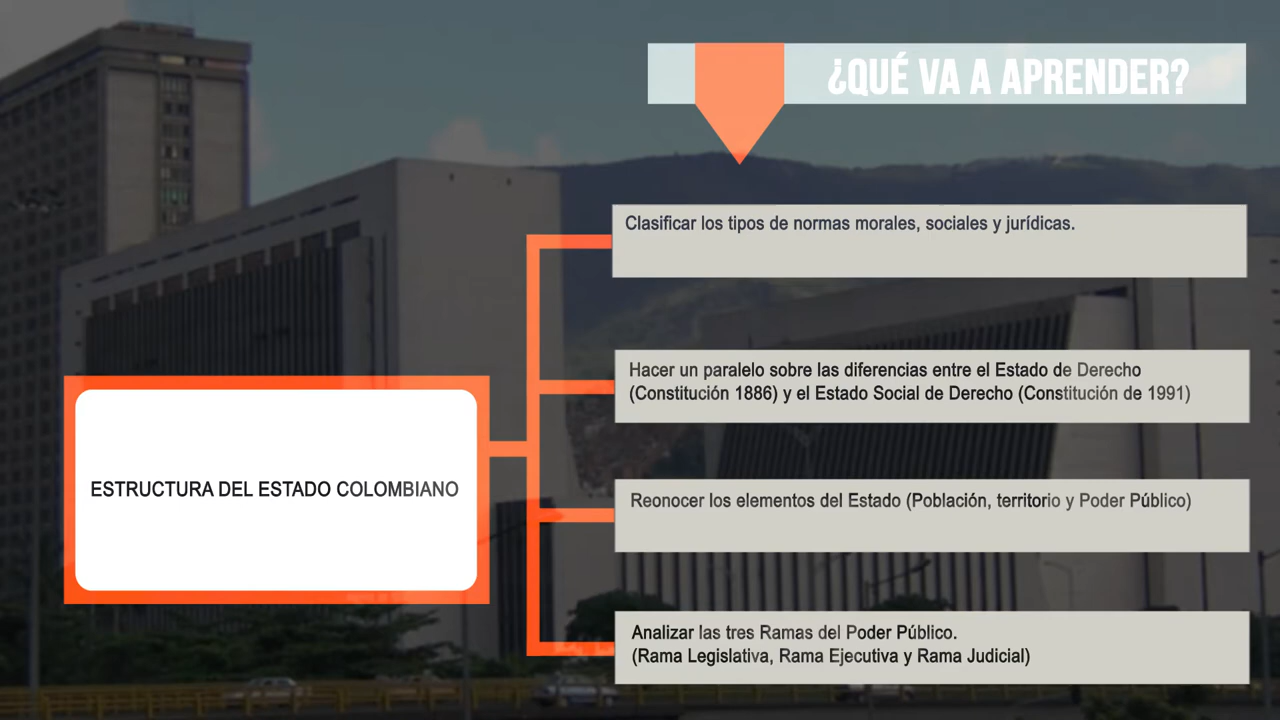 ¿QUÉ VA A APRENDER?
Clasificar los tipos de normas morales, sociales y jurídicas.
Hacer un paralelo sobre las diferencias entre el Estado de Derecho
(Constitución 1886) y el Estado Social de Derecho (Constitución de 1991)
ESTRUCTURA DEL ESTADO COLOMBIANO
Reonocer los elementos del Estado (Población, territorio y Poder Público)
Analizar las tres Ramas del Poder Público.
(Rama Legislativa, Rama Ejecutiva y Rama Judicial)